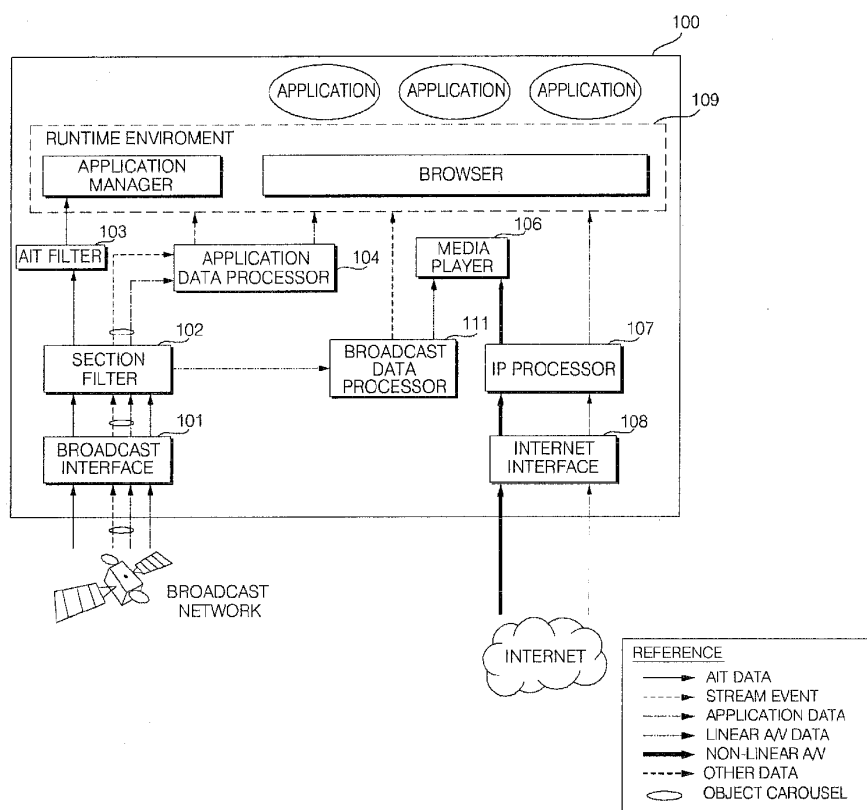 100
APPLICATION
APPLICATION
APPLICATION
109
RUNTIME ENVIROMENT
APPLICATION
MANAGER
BROWSER
103
AIT FILTER
APPLICATION
DATA PROCESSOR
104
106
MEDIA
PLAYER
102
SECTION
FILTER
111
BROADCAST
DATA
PROCESSOR
107
IP PROCESSOR
101
BROADCAST
INTERFACE
108
INTERNET
INTERFACE
BROADCAST
NETWORK
INTERNET
REFERENCE
AIT DATA
STREAM EVENT
APPLICATION DATA
LINEAR A/V DATA
NON-LINEAR A/V
OTHER DATA
OBJECT CAROUSEL